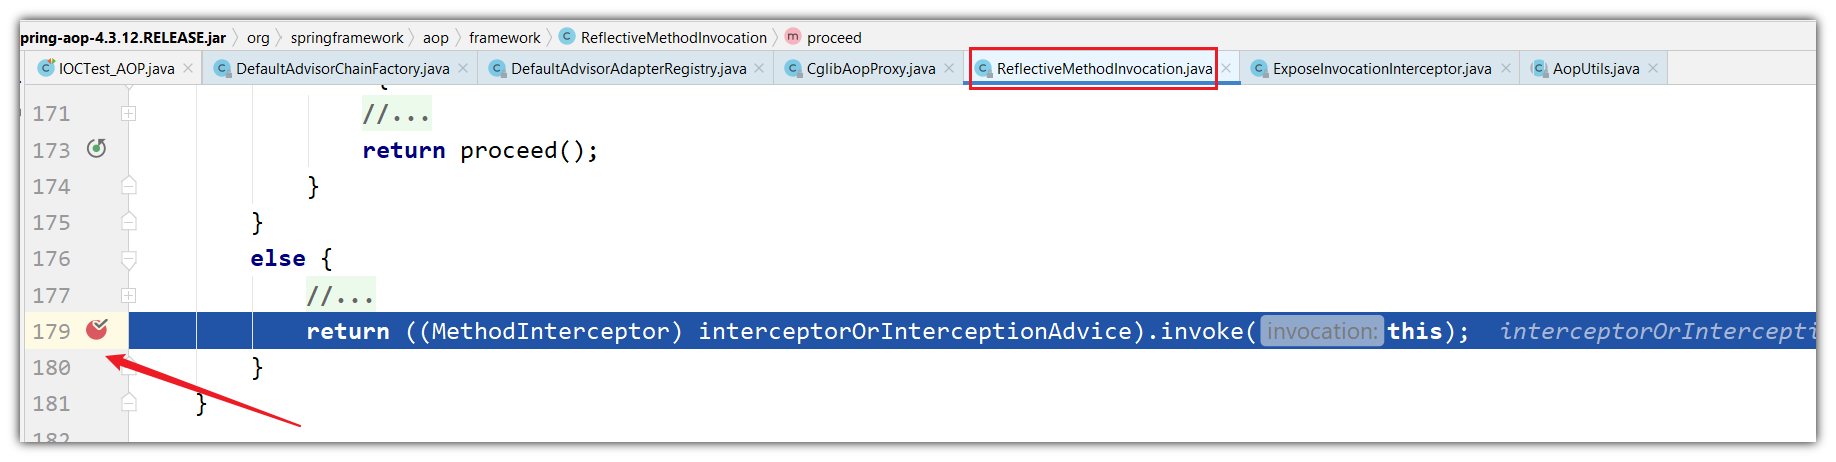 pring-aop-4.3.12.RELEASE.jar org springframework aop framework ReflectiveMethodInvocation proceed
IOCTest_AOP.java DefaultAdvisorChainFactory.java DefaultAdvisorAdapterRegistry.java CglibAopProxy.java ReflectiveMethodInvocation.java ExposeInvocationInterceptor.java AopUtils.java
{
171 //...
173 return proceed();
174 }
175 }
176 else {
177 //...
179 return ((MethodInterceptor) interceptorOrInterceptionAdvice).invoke( invocation: this); interceptorOrIntercepti
180 }
181 }
182